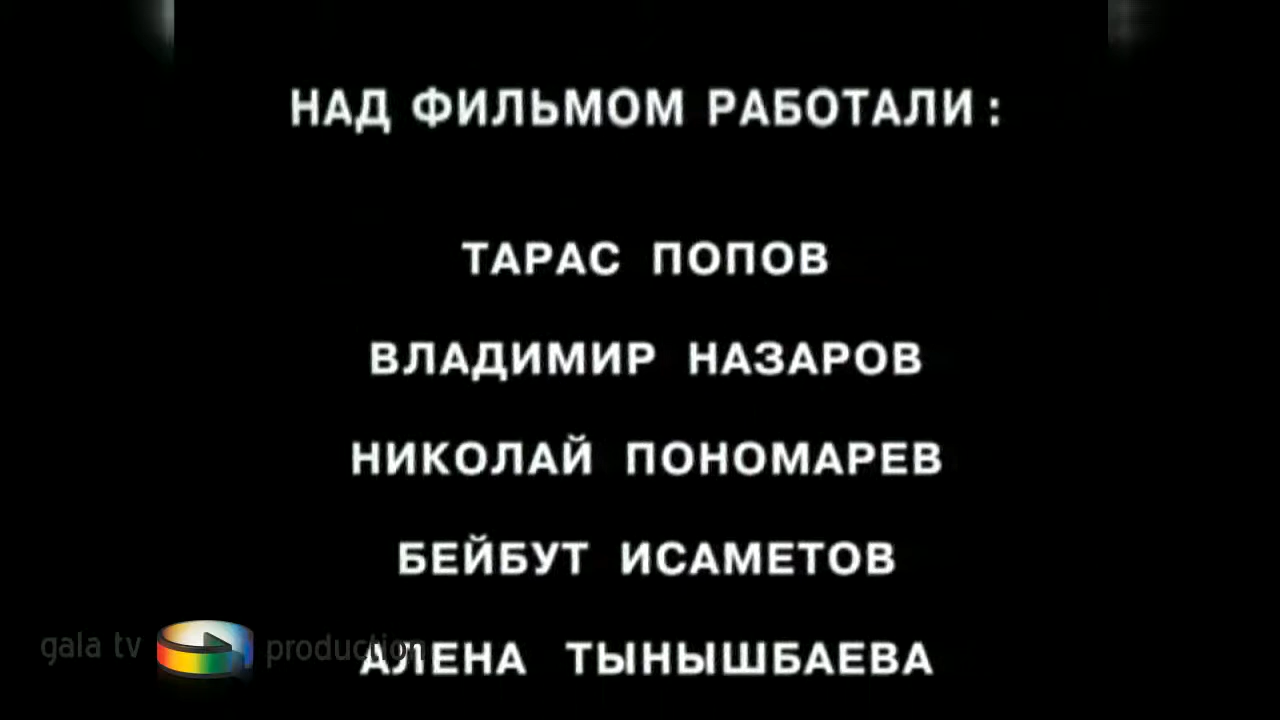 НАД ФИЛЬМОМ РАБОТАЛИ :
ТАРАС ПОПОВ
ВЛАДИМИР НАЗАРОВ
НИКОЛАЙ ПОНОМАРЕВ
БЕЙБУТ ИСАМЕТОВ
АЛЕНА ТЫНЫШБАЕВА
gala tv production